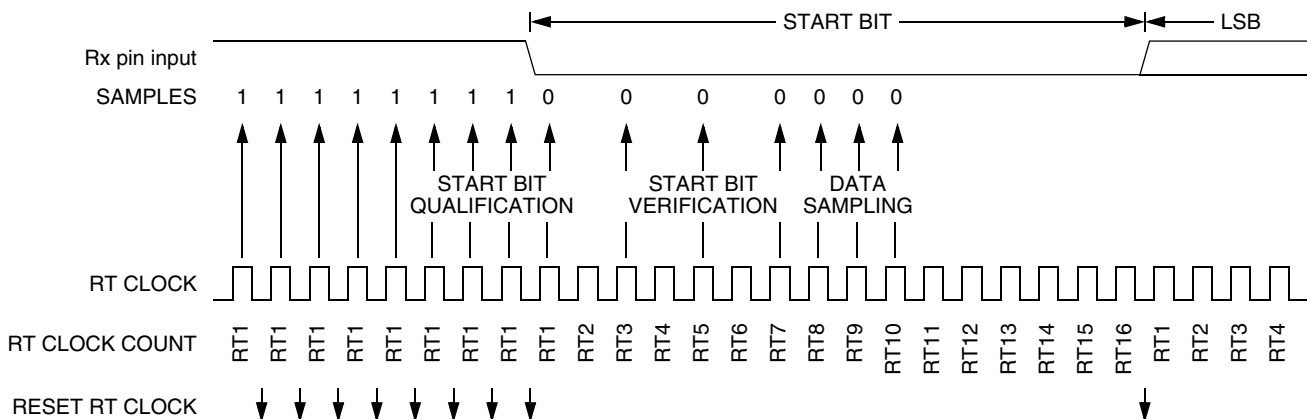 START BIT LSB
Rx pin input
SAMPLES 1 1 1 1 1 1 1 1 0 0 0 0 0 0 0
START BIT QUALIFICATION
START BIT VERIFICATION
DATA SAMPLING
RT CLOCK
RT CLOCK COUNT RT1 RT1 RT1 RT1 RT1 RT1 RT1 RT1 RT1 RT2 RT3 RT4 RT5 RT6 RT7 RT8 RT9 RT10 RT11 RT12 RT13 RT14 RT15 RT16 RT1 RT2 RT3 RT4
RESET RT CLOCK